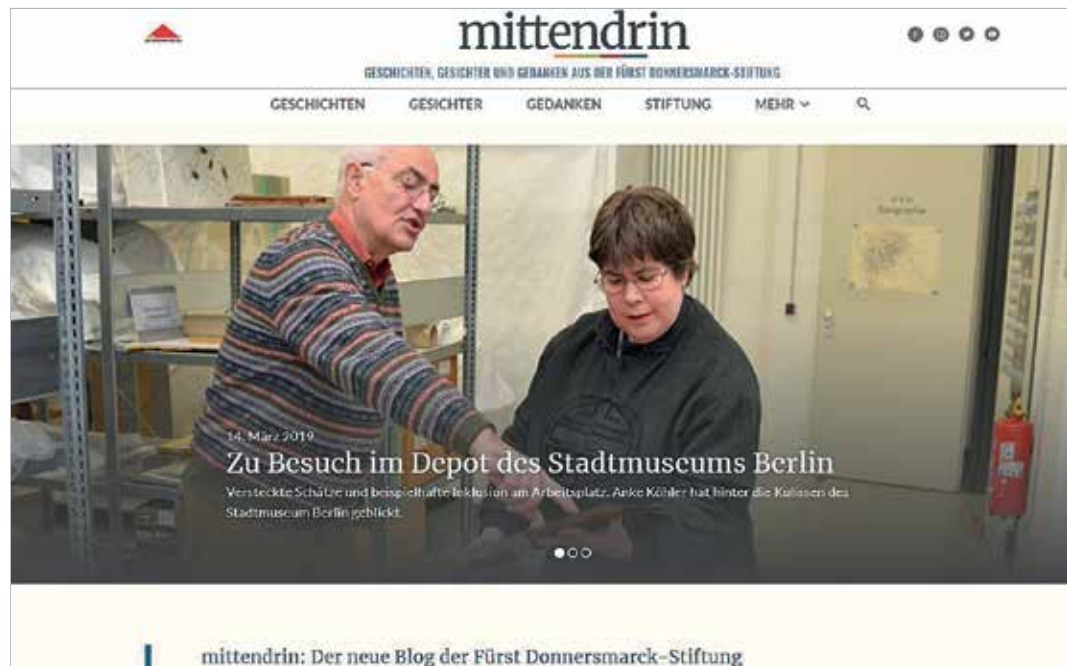 mittendrin
GESCHICHTEN, GESICHTER UND GEDANKEN AUS DER FÜRST DONNERSMARCK-STIFTUNG
GESCHICHTEN GESICHTER GEDANKEN STIFTUNG MEHR
14. März 2019
Zu Besuch im Depot des Stadtmuseums Berlin
Versteckte Schätze und beispielhafte Inklusion am Arbeitsplatz. Anke Köhler hat hinter die Kulissen des
Stadtmuseum Berlin geblickt.
mittendrin: Der neue Blog der Fürst Donnersmarck-Stiftung